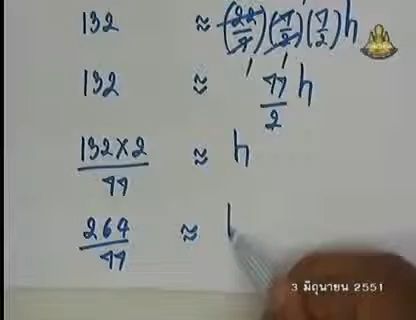 132 ≈ (22/7)(7/2)(7/2)h
132 ≈ 77/2 h
132×2/77 ≈ h
264/77 ≈ h
3 มิถุนายน 2551